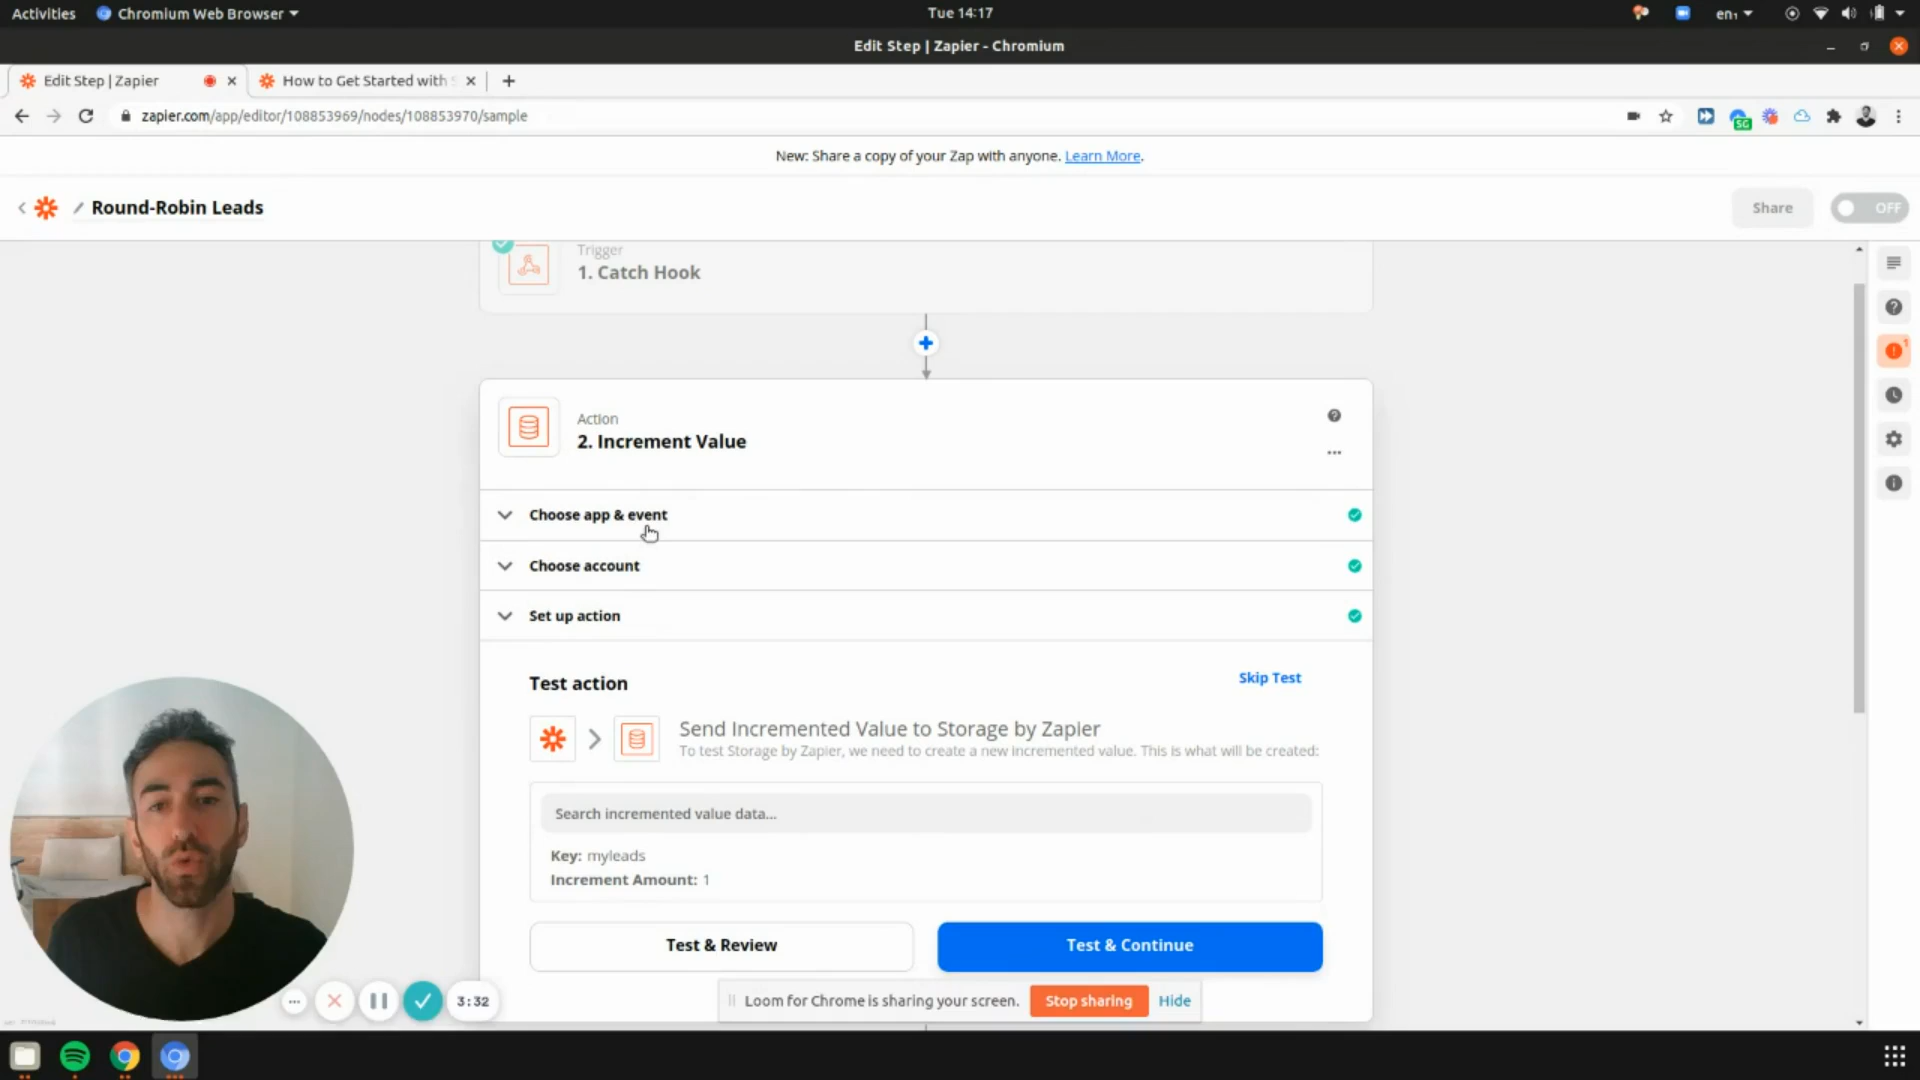 Activities
Chromium Web Browser
Tue 14:17
en₁
Edit Step | Zapier - Chromium
Edit Step | Zapier
How to Get Started with
zapier.com/app/editor/108853969/nodes/108853970/sample
SG
New: Share a copy of your Zap with anyone. Learn More.
Round-Robin Leads
Share
OFF
Trigger
1. Catch Hook
1
Action
2. Increment Value
Choose app & event
Choose account
Set up action
Test action
Skip Test
Send Incremented Value to Storage by Zapier
To test Storage by Zapier, we need to create a new incremented value. This is what will be created:
Search incremented value data...
Key: myleads
Increment Amount: 1
Test & Review
Test & Continue
3:32
Loom for Chrome is sharing your screen.
Stop sharing
Hide